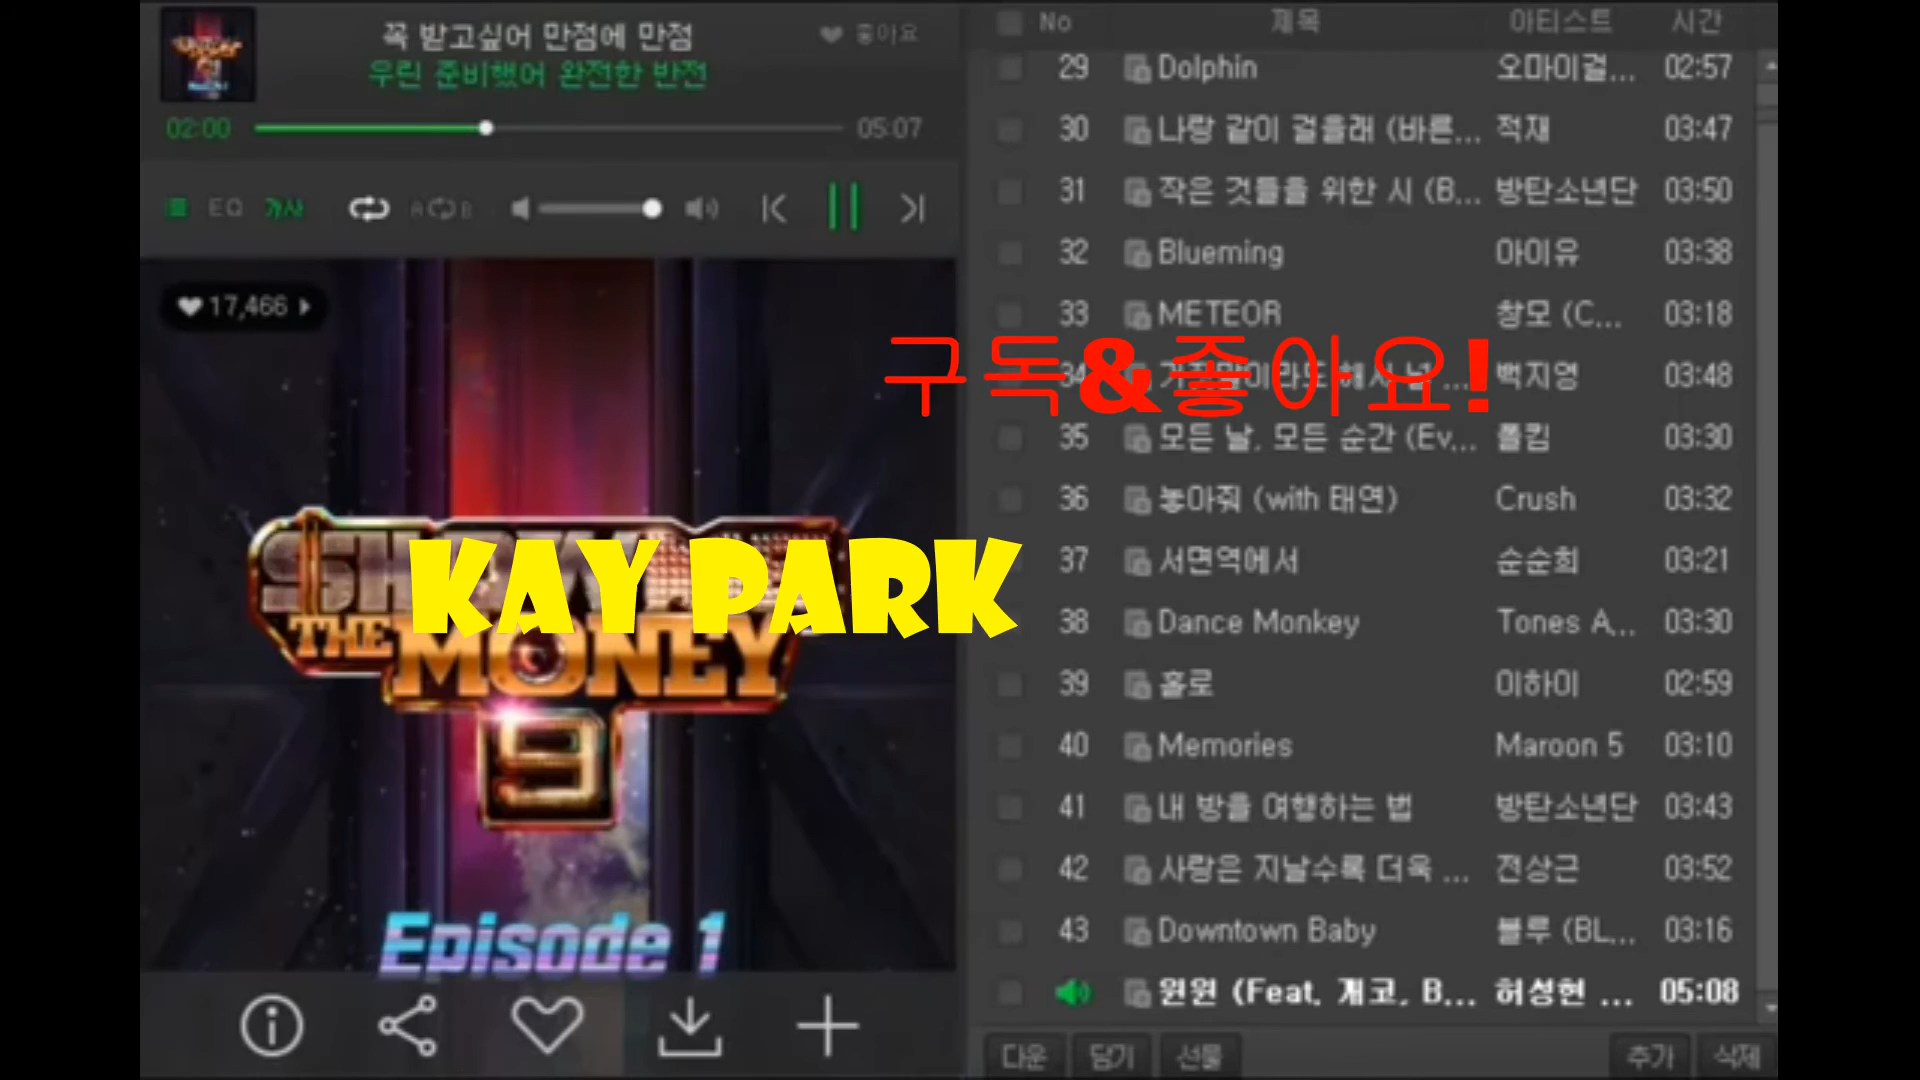 꼭 받고싶어 만점에 만점
우린 준비했어 완전한 반전
좋아요
02:00
05:07
EQ 가사
A B
17,466
SHOW ME
THE MONEY
9
KAY PARK
Episode 1
구독&좋아요!
No 제목 아티스트 시간
29 Dolphin 오마이걸... 02:57
30 나랑 같이 걸을래 (바른... 적재 03:47
31 작은 것들을 위한 시 (B... 방탄소년단 03:50
32 Blueming 아이유 03:38
33 METEOR 창모 (C... 03:18
34 거짓말이라도 해서 널 ... 백지영 03:48
35 모든 날, 모든 순간 (Ev... 폴킴 03:30
36 놓아줘 (with 태연) Crush 03:32
37 서면역에서 순순희 03:21
38 Dance Monkey Tones A... 03:30
39 홀로 이하이 02:59
40 Memories Maroon 5 03:10
41 내 방을 여행하는 법 방탄소년단 03:43
42 사랑은 지날수록 더욱 ... 전상근 03:52
43 Downtown Baby 블루 (BL... 03:16
원원 (Feat. 개코, B... 허성현 ... 05:08
다운 담기 선물 추가 삭제